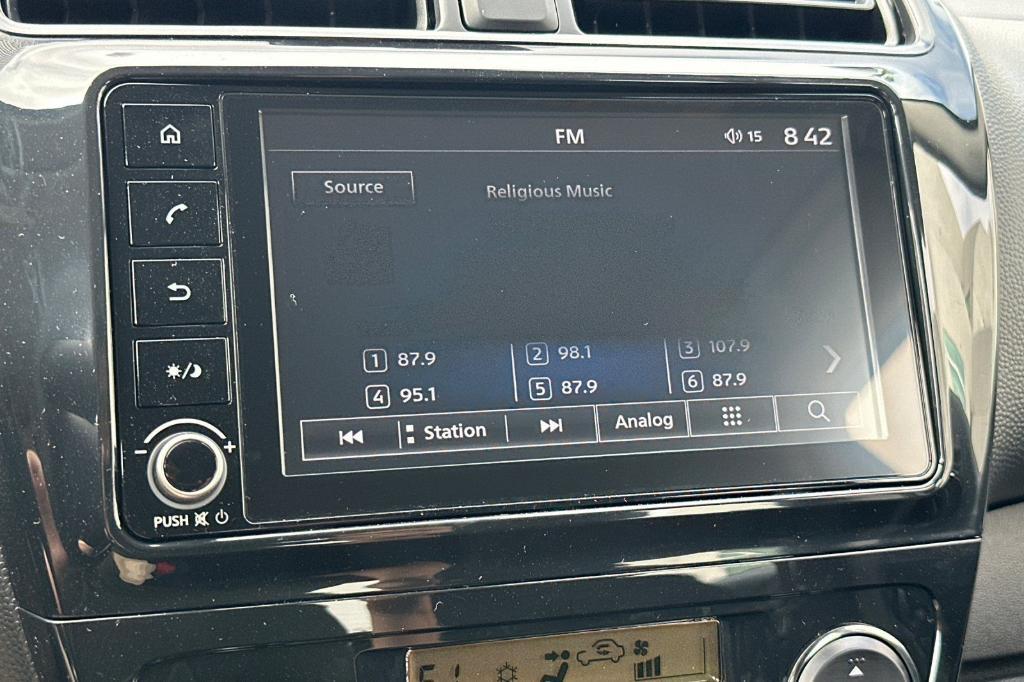 FM 15 8 42
Source Religious Music
1 87.9 2 98.1 3 107.9
4 95.1 5 87.9 6 87.9
Station Analog
- +
PUSH